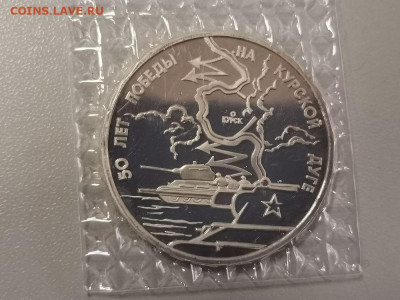 COINS.LAVE.RU
50 ЛЕТ ПОБЕДЫ НА КУРСКОЙ ДУГЕ
КУРСК